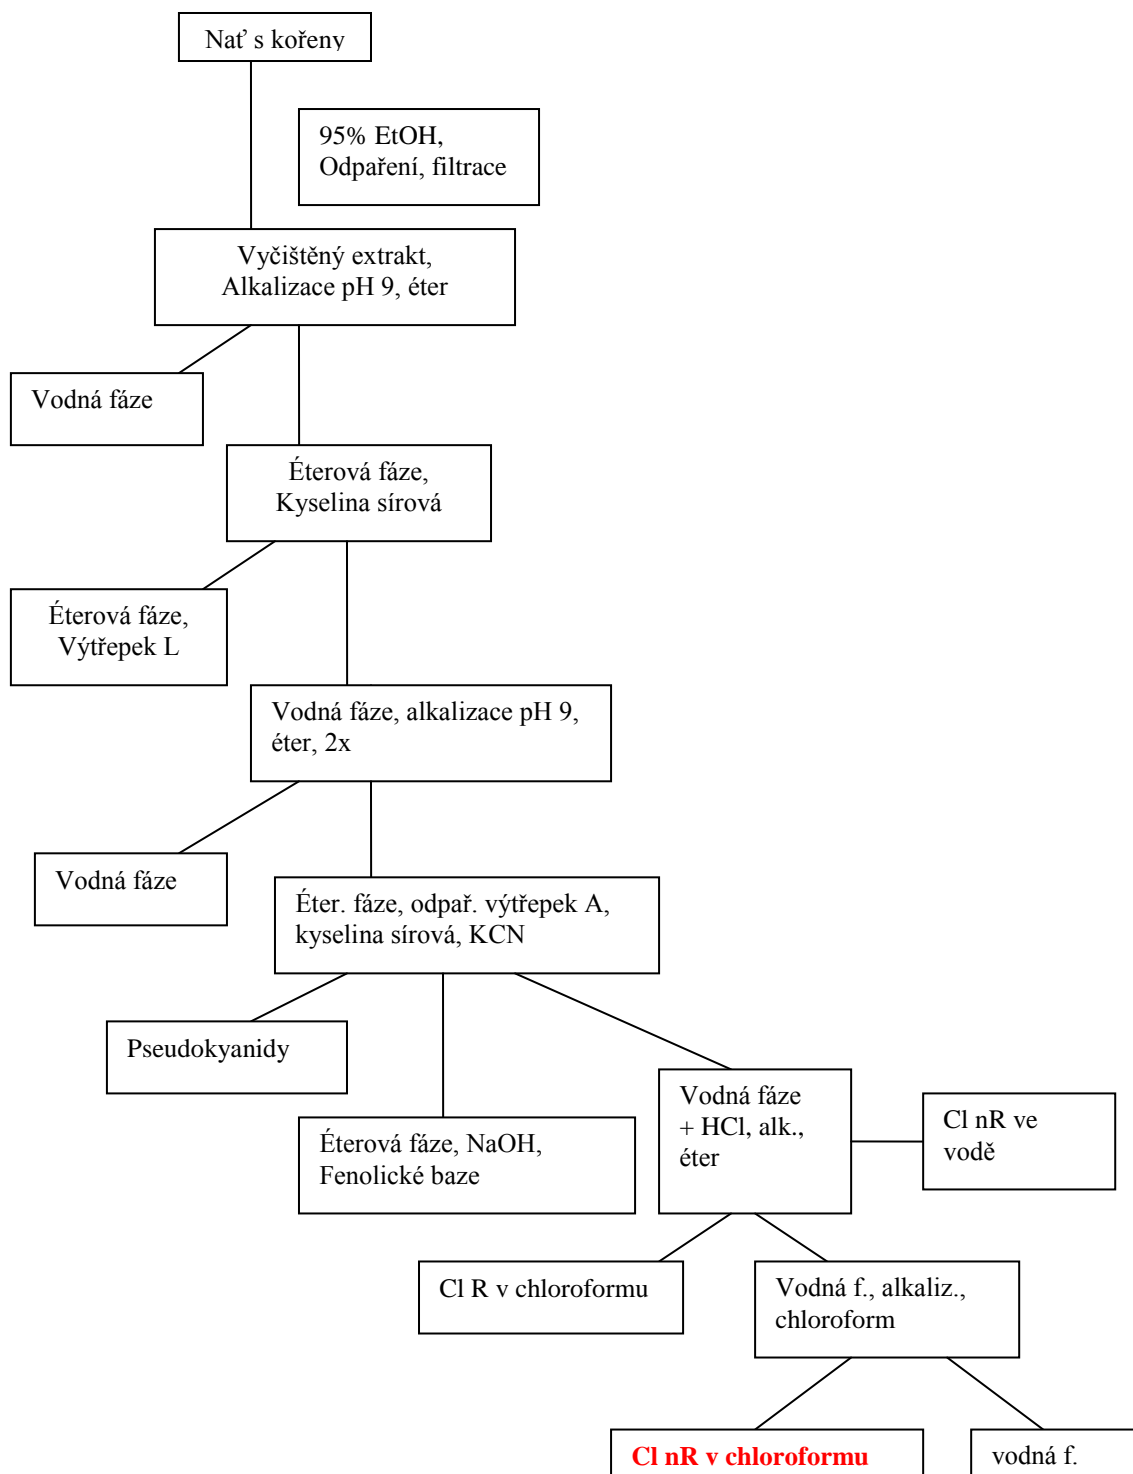 Nať s kořeny
95% EtOH,
Odpaření, filtrace
Vyčištěný extrakt,
Alkalizace pH 9, éter
Vodná fáze
Éterová fáze,
Kyselina sírová
Éterová fáze,
Výtřepek L
Vodná fáze, alkalizace pH 9,
éter, 2x
Vodná fáze
Éter. fáze, odpař. výtřepek A,
kyselina sírová, KCN
Pseudokyanidy
Éterová fáze, NaOH,
Fenolické baze
Vodná fáze
+ HCl, alk.,
éter
Cl nR ve
vodě
Cl R v chloroformu
Vodná f., alkaliz.,
chloroform
Cl nR v chloroformu
vodná f.